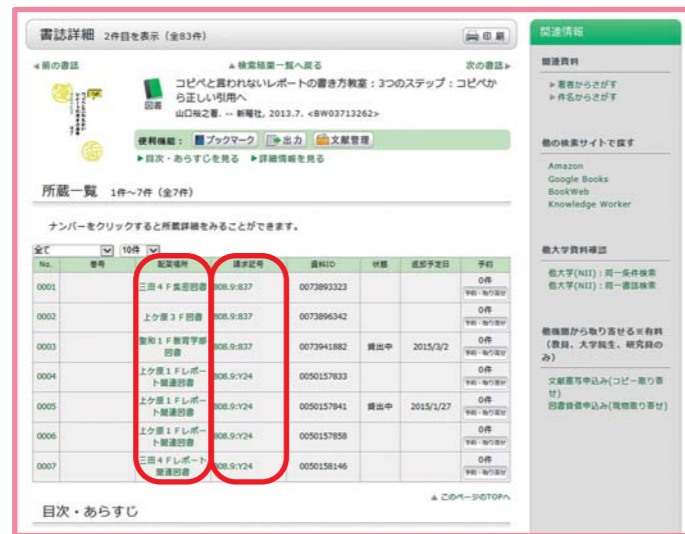 書誌詳細 2件目を表示（全83件）
印刷
◂前の書誌
▲検索結果一覧へ戻る
次の書誌▸
図書
コピペと言われないレポートの書き方教室：3つのステップ：コピペか
ら正しい引用へ
山口裕之著. -- 新曜社, 2013.7. <BW03713
262>
便利機能： ブックマーク 出力 文献管理
▶目次・あらすじを見る ▶詳細情報を見る
所蔵一覧 1件～7件（全7件）
ナンバーをクリックすると所蔵詳細をみることができます。
全て 10件
No. 巻号 配架場所 請求記号 資料ID 状態 返却予定日 予約
0001 三田４Ｆ集密図書 808.9:837 0073893323 0件
予約・取り寄せ
0002 上ケ原３Ｆ図書 808.9:837 0073896342 0件
予約・取り寄せ
0003 聖和１Ｆ教育学部
図書 808.9:837 0073941882 貸出中 2015/3/2 0件
予約・取り寄せ
0004 上ケ原１Ｆレポー
ト関連図書 808.9:Y24 0050157833 0件
予約・取り寄せ
0005 上ケ原１Ｆレポー
ト関連図書 808.9:Y24 0050157841 貸出中 2015/1/27 0件
予約・取り寄せ
0006 上ケ原１Ｆレポー
ト関連図書 808.9:Y24 0050157858 0件
予約・取り寄せ
0007 三田４Ｆレポート
関連図書 808.9:Y24 0050158146 0件
予約・取り寄せ
▲このページのTOPへ
目次・あらすじ
関連情報
関連資料
▶著者からさがす
▶件名からさがす
他の検索サイトで探す
Amazon
Google Books
BookWeb
Knowledge Worker
他大学資料確認
他大学(NII)：同一条件検索
他大学(NII)：同一書誌検索
他機関から取り寄せる※有料
（教員、大学院生、研究員の
み）
文献複写申込み(コピー取り寄
せ)
図書貸借申込み(現物取り寄せ)